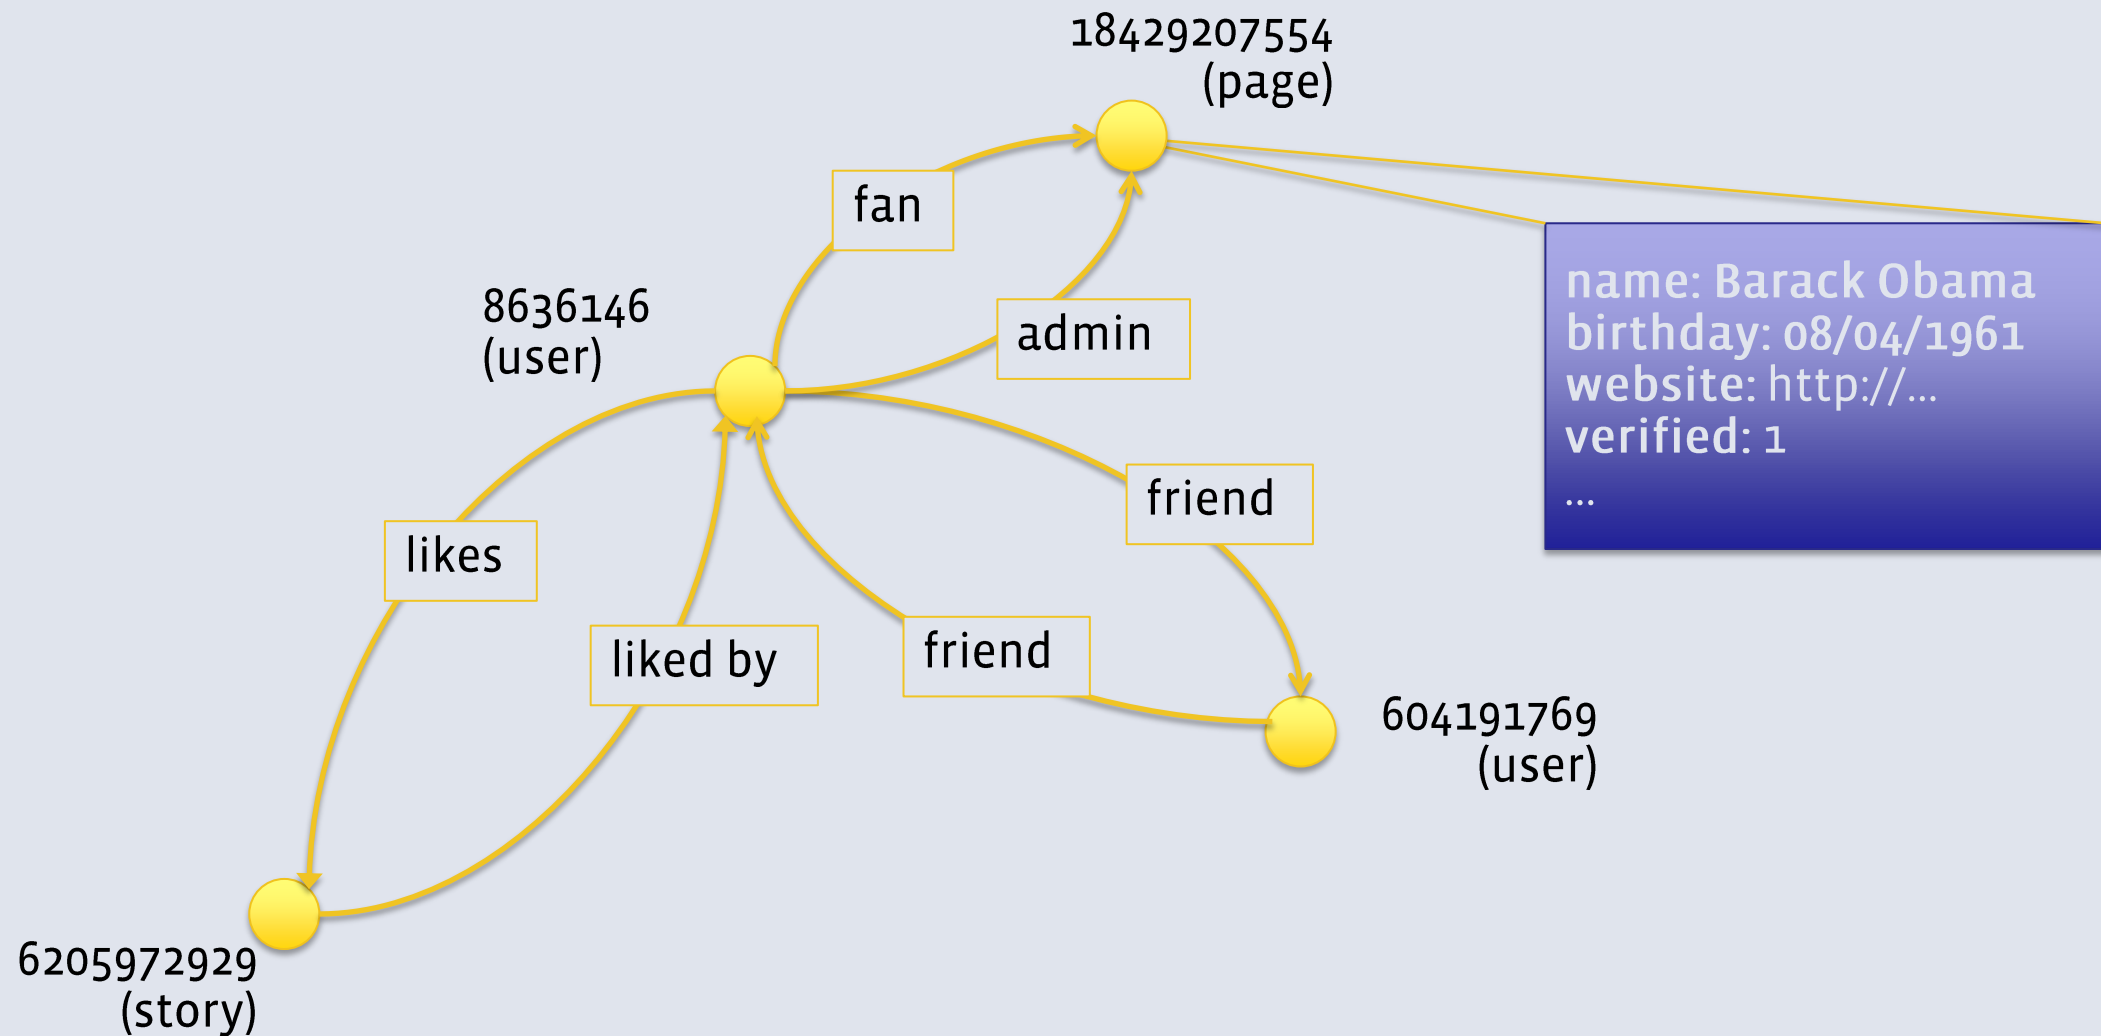 18429207554
(page)
fan
name: Barack Obama
birthday: 08/04/1961
website: http://...
verified: 1
...
8636146
(user)
admin
friend
likes
liked by
friend
604191769
(user)
6205972929
(story)